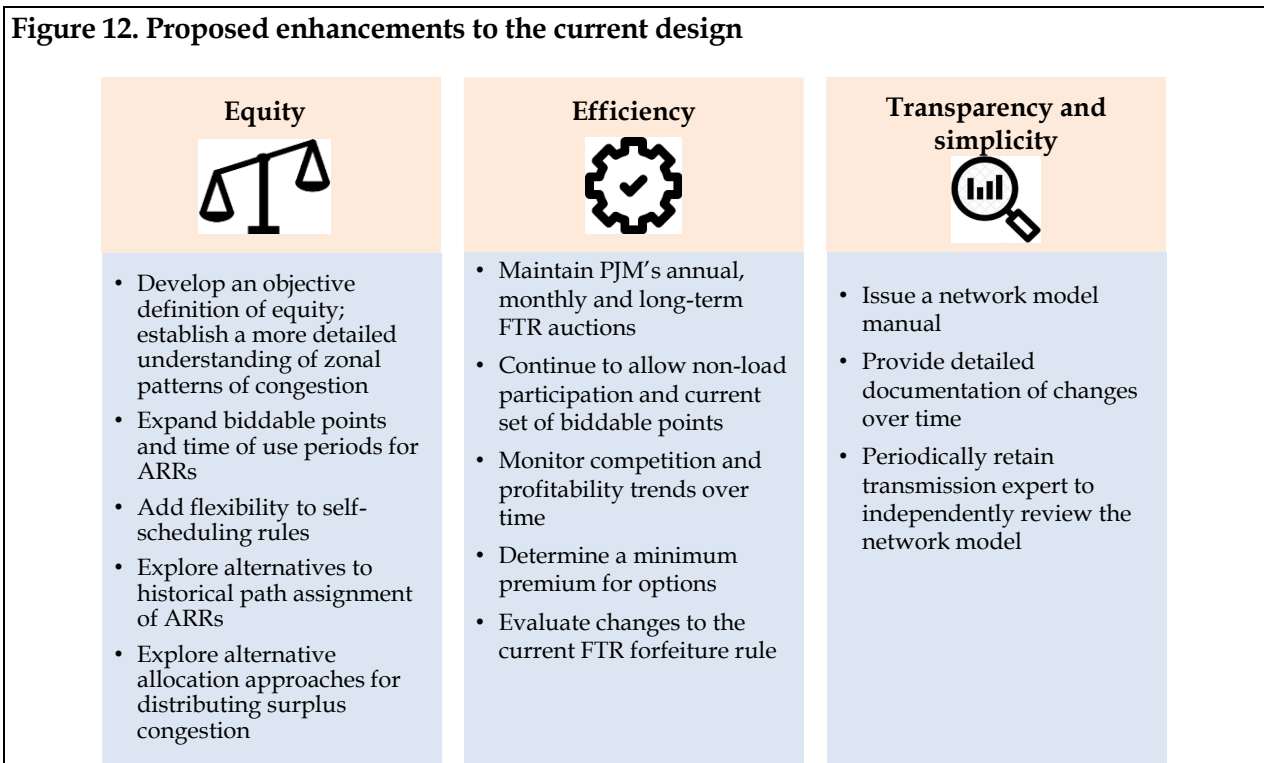 Figure 12. Proposed enhancements to the current design
Equity
• Develop an objective
definition of equity;
establish a more detailed
understanding of zonal
patterns of congestion
• Expand biddable points
and time of use periods for
ARRs
• Add flexibility to self-
scheduling rules
• Explore alternatives to
historical path assignment
of ARRs
• Explore alternative
allocation approaches for
distributing surplus
congestion
Efficiency
• Maintain PJM's annual,
monthly and long-term
FTR auctions
• Continue to allow non-load
participation and current
set of biddable points
• Monitor competition and
profitability trends over
time
• Determine a minimum
premium for options
• Evaluate changes to the
current FTR forfeiture rule
Transparency and
simplicity
• Issue a network model
manual
• Provide detailed
documentation of changes
over time
• Periodically retain
transmission expert to
independently review the
network model